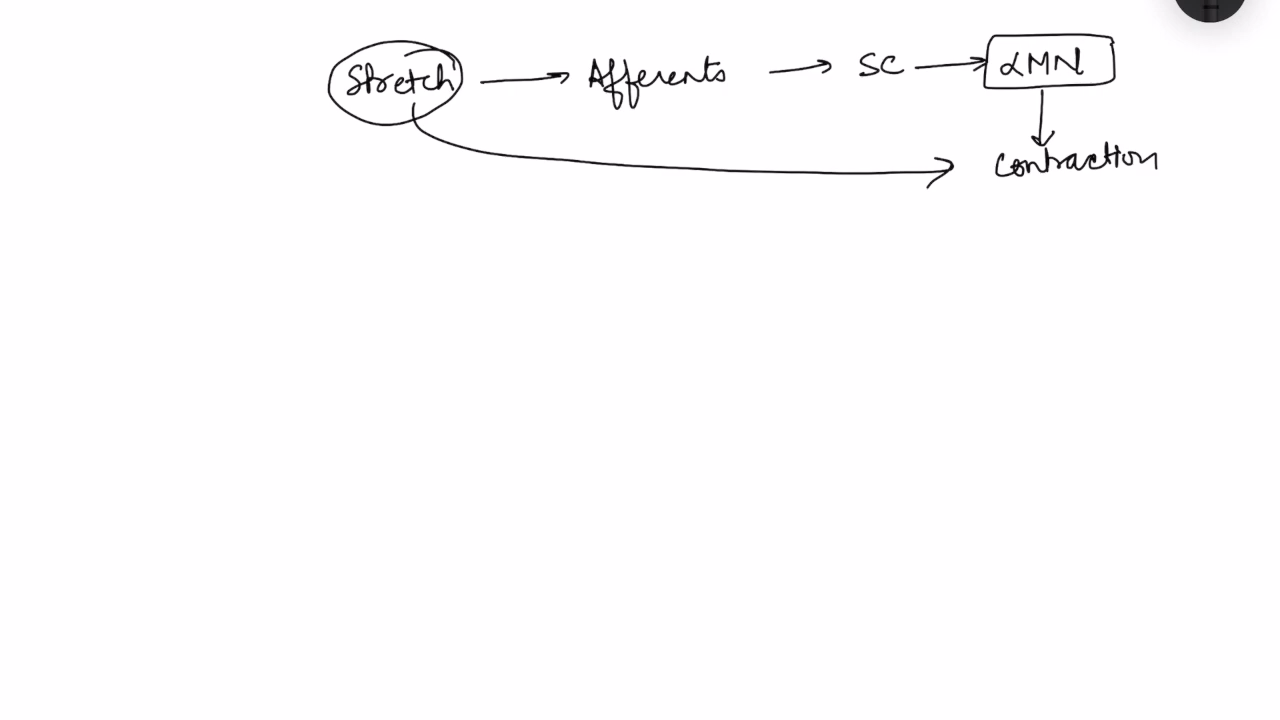 Stretch → Afferents → SC → αMN
Contraction